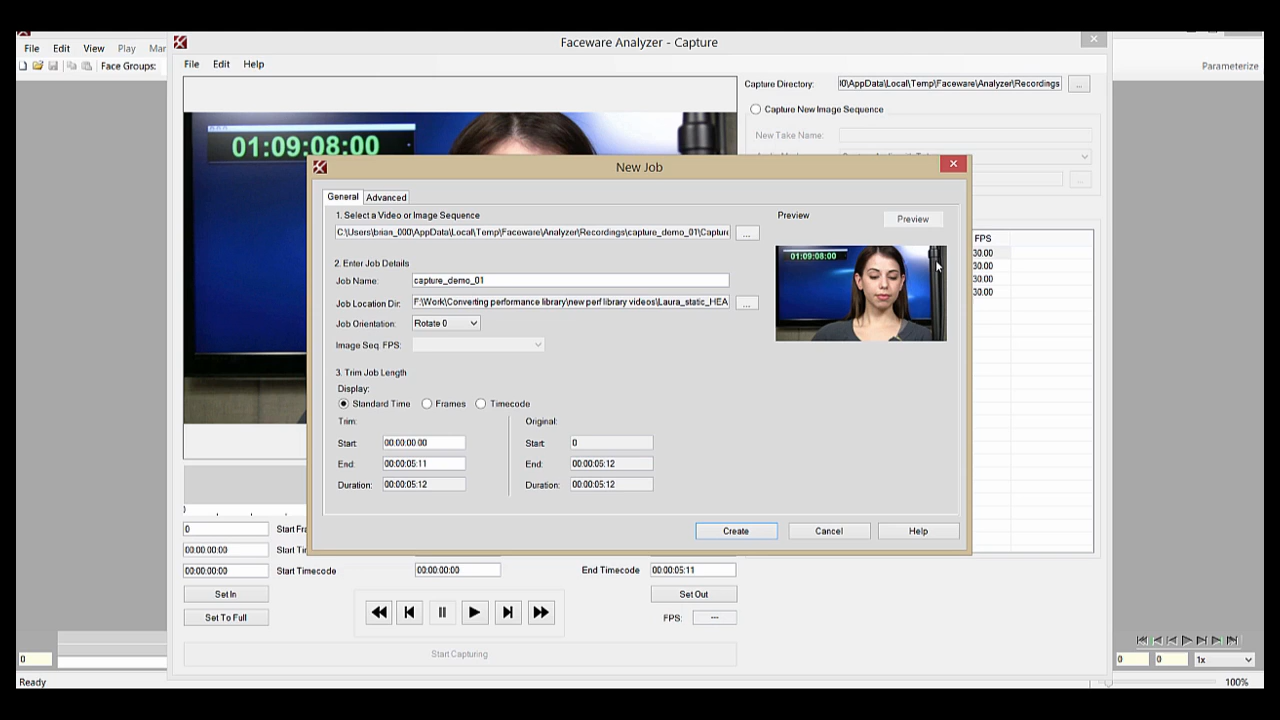 Faceware Analyzer - Capture
File Edit View Play Mar
Face Groups:
Parameterize
File Edit Help
Capture Directory: I0\AppData\Local\Temp\Faceware\Analyzer\Recordings ...
Capture New Image Sequence
New Take Name:
01:09:08:00
New Job
General Advanced
1. Select a Video or Image Sequence
C:\Users\brian_000\AppData\Local\Temp\Faceware\Analyzer\Recordings\capture_demo_01\Capture ...
Preview Preview
01:09:08:00
2. Enter Job Details
Job Name: capture_demo_01
Job Location Dir: F:\Work\Converting performance library\new perf library videos\Laura_static_HEA ...
Job Orientation: Rotate 0
Image Seq. FPS:
3. Trim Job Length
Display:
Standard Time Frames Timecode
Trim: Original:
Start: 00:00:00:00 Start: 0
End: 00:00:05:11 End: 00:00:05:12
Duration: 00:00:05:12 Duration: 00:00:05:12
Create Cancel Help
FPS
30.00
30.00
30.00
0
0 Start Fra
00:00:00:00 Start Ti
00:00:00:00 Start Timecode 00:00:00:00 End Timecode 00:00:05:11
Set In Set Out
Set To Full FPS: ---
Start Capturing
0 0 0 1x
Ready 100%